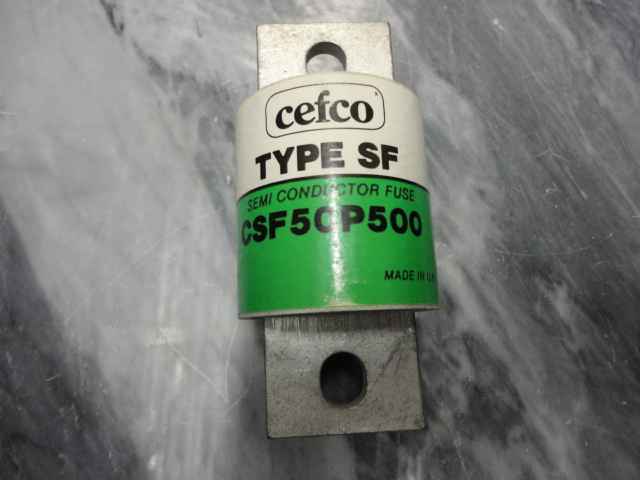 cefco
TYPE SF
SEMI CONDUCTOR FUSE
CSF50P500
MADE IN U.K